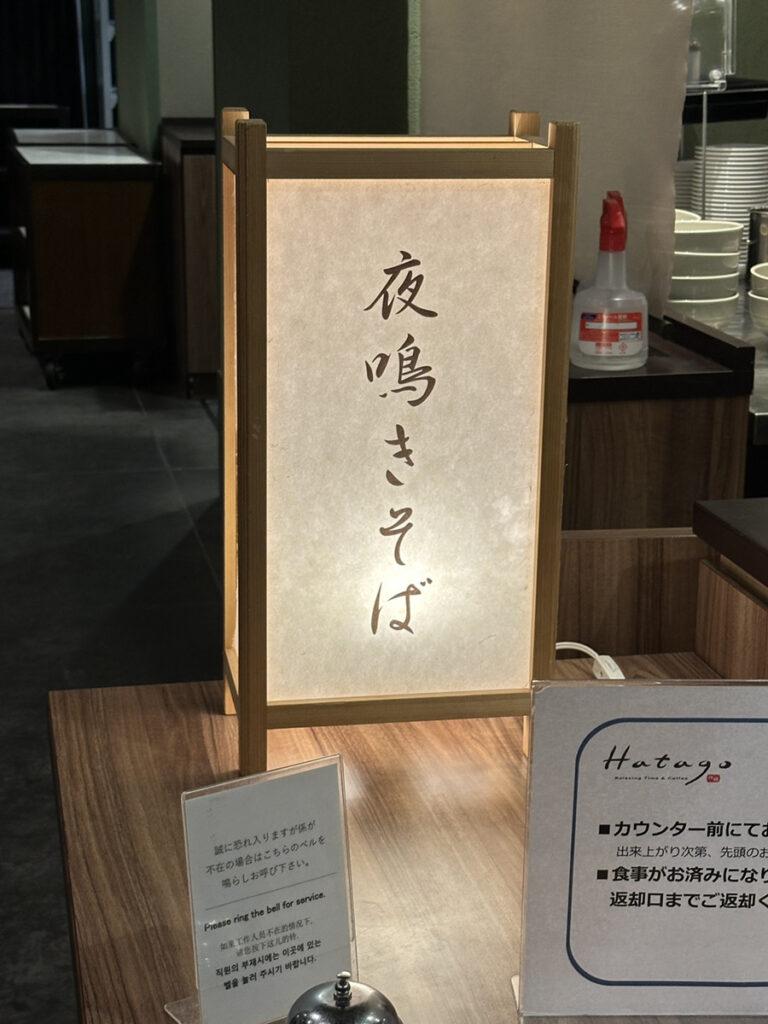 夜鳴きそば
誠に恐れ入りますが係が
不在の場合はこちらのベルを
鳴らしお呼び下さい。
Please ring the bell for service.
如果工作人员不在的情况下,
请您按下这儿的铃.
직원의 부재시에는 이곳에 있는
벨을 눌러 주시기 바랍니다.
Hatago
Relaxing Time & Coffee
■カウンター前にてお
出来上がり次第、先頭のお
■食事がお済みになり
返却口までご返却く